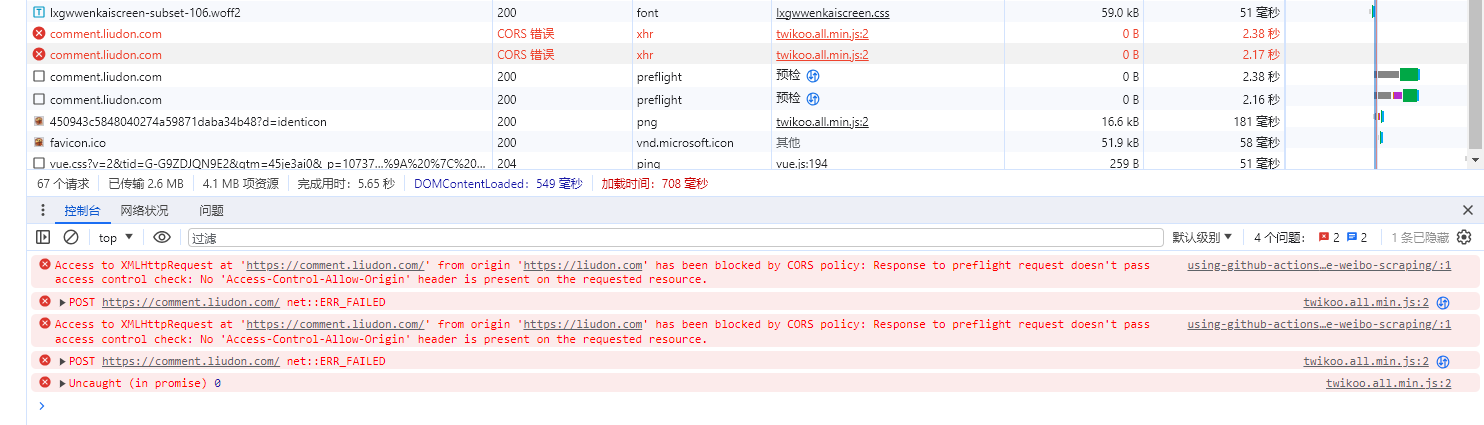 lxgwwenkaiscreen-subset-106.woff2 200 font lxgwwenkaiscreen.css 59.0 kB 51 毫秒
comment.liudon.com CORS 错误 xhr twikoo.all.min.js:2 0 B 2.38 秒
comment.liudon.com CORS 错误 xhr twikoo.all.min.js:2 0 B 2.17 秒
comment.liudon.com 200 preflight 预检 0 B 2.38 秒
comment.liudon.com 200 preflight 预检 0 B 2.16 秒
450943c5848040274a59871daba34b48?d=identicon 200 png twikoo.all.min.js:2 16.6 kB 181 毫秒
favicon.ico 200 vnd.microsoft.icon 其他 51.9 kB 58 毫秒
vue.css?v=2&tid=G-G9ZDJQN9E2&gtm=45je3ai0&_p=10737...%9A%20%7C%20... 204 ping vue.js:194 259 B 51 毫秒
67 个请求 已传输 2.6 MB 4.1 MB 项资源 完成用时：5.65 秒 DOMContentLoaded：549 毫秒 加载时间：708 毫秒
控制台 网络状况 问题
top 过滤 默认级别 4 个问题： 2 2 1 条已隐藏
Access to XMLHttpRequest at 'https://comment.liudon.com/' from origin 'https://liudon.com' has been blocked by CORS policy: Response to preflight request doesn't pass using-github-actions…e-weibo-scraping/:1
access control check: No 'Access-Control-Allow-Origin' header is present on the requested resource.
POST https://comment.liudon.com/ net::ERR_FAILED twikoo.all.min.js:2
Access to XMLHttpRequest at 'https://comment.liudon.com/' from origin 'https://liudon.com' has been blocked by CORS policy: Response to preflight request doesn't pass using-github-actions…e-weibo-scraping/:1
access control check: No 'Access-Control-Allow-Origin' header is present on the requested resource.
POST https://comment.liudon.com/ net::ERR_FAILED twikoo.all.min.js:2
Uncaught (in promise) 0 twikoo.all.min.js:2